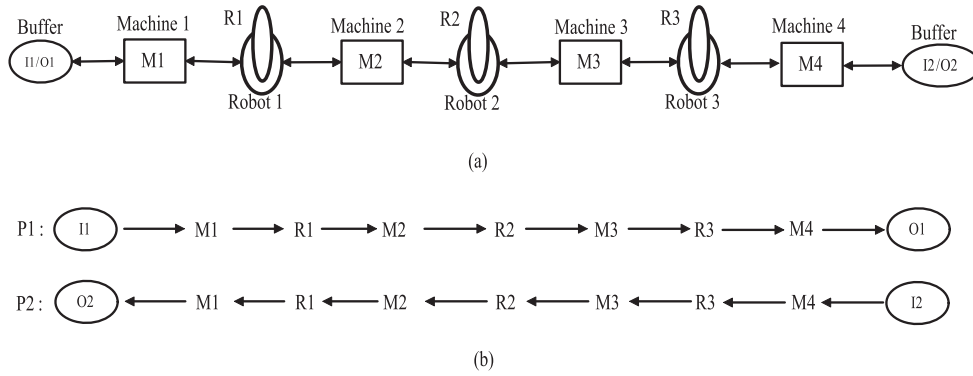 Buffer Machine 1 R1 Machine 2 R2 Machine 3 R3 Machine 4 Buffer
I1/O1 M1 M2 M3 M4 I2/O2
Robot 1 Robot 2 Robot 3
(a)
P1 : I1 M1 R1 M2 R2 M3 R3 M4 O1
P2 : O2 M1 R1 M2 R2 M3 R3 M4 I2
(b)